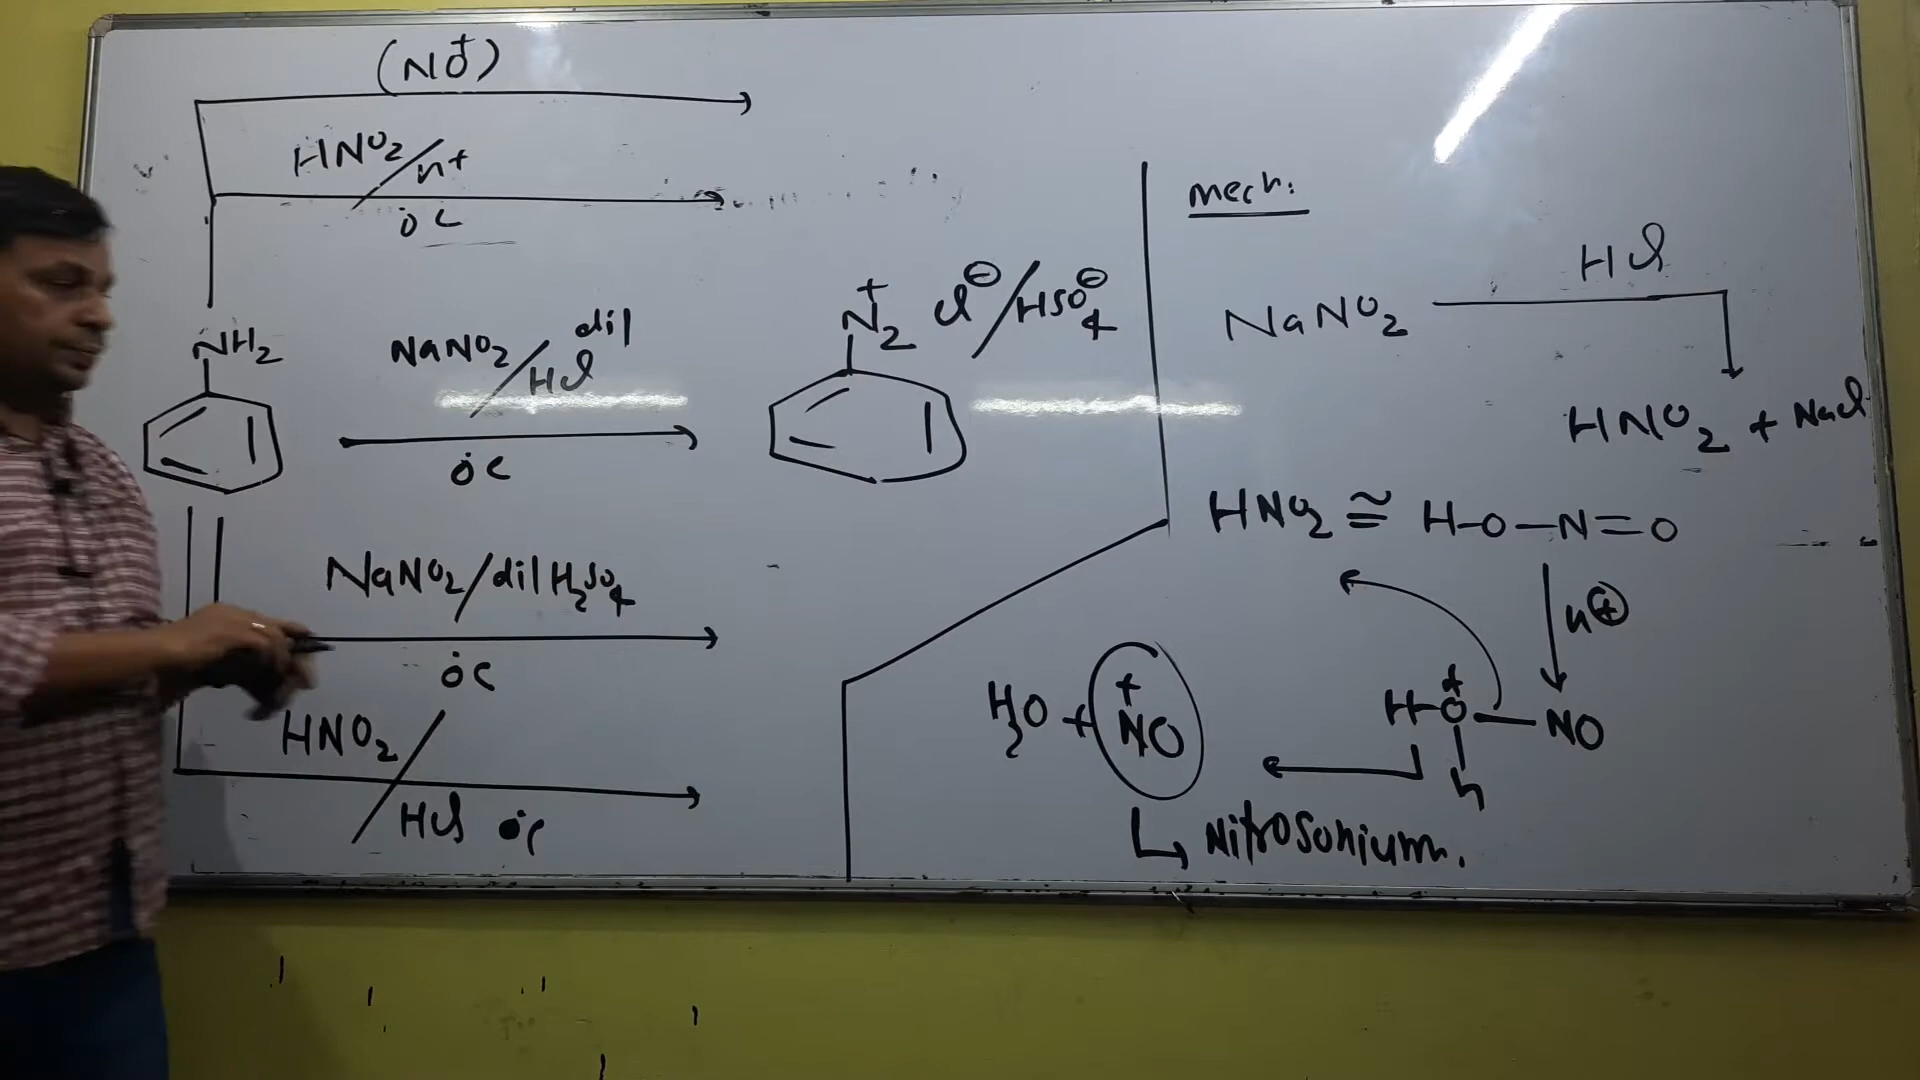 (NO⁺)
HNO₂/H⁺
0°C
NH₂
NaNO₂/dil HCl
0°C
N₂⁺ Cl⊖/HSO₄⊖
NaNO₂/dil H₂SO₄
0°C
HNO₂/HCl 0°C
Mech:
NaNO₂ HCl
HNO₂ + NaCl
HNO₂ ≅ H-O-N=O
H⊕
H-O⁺-NO
H
H₂O + ⁺NO
↳ Nitrosonium.